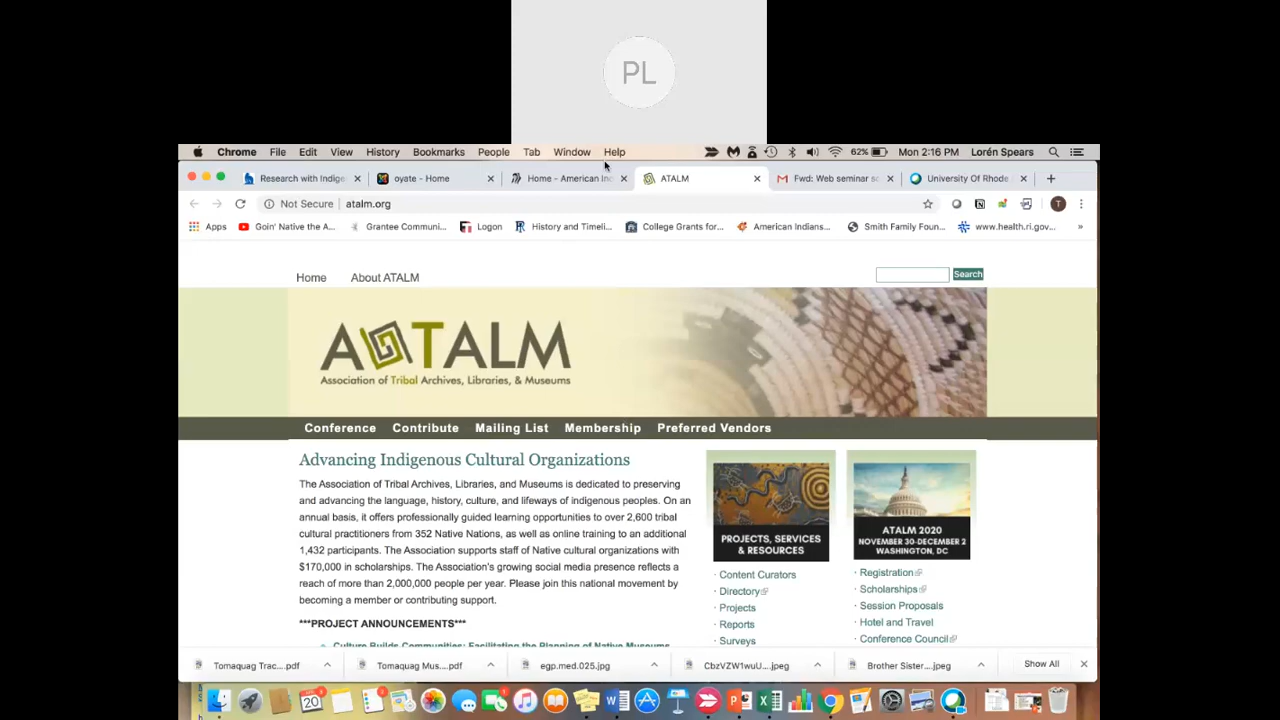 PL
Chrome File Edit View History Bookmarks People Tab Window Help 62% Mon 2:16 PM Lorén Spears
Research with Indige
oyate - Home
Home - American Ind
ATALM
Fwd: Web seminar sc
University Of Rhode
Not Secure atalm.org
T
Apps Goin' Native the A... Grantee Communi... Logon History and Timeli... College Grants for... American Indians... Smith Family Foun... www.health.ri.gov...
Home About ATALM Search
ATALM
Association of Tribal Archives, Libraries, & Museums
Conference Contribute Mailing List Membership Preferred Vendors
Advancing Indigenous Cultural Organizations
The Association of Tribal Archives, Libraries, and Museums is dedicated to preserving
and advancing the language, history, culture, and lifeways of indigenous peoples. On an
annual basis, it offers professionally guided learning opportunities to over 2,600 tribal
cultural practitioners from 352 Native Nations, as well as online training to an additional
1,432 participants. The Association supports staff of Native cultural organizations with
$170,000 in scholarships. The Association's growing social media presence reflects a
reach of more than 2,000,000 people per year. Please join this national movement by
becoming a member or contributing support.
***PROJECT ANNOUNCEMENTS***
Culture Builds Communities: Facilitating the Planning of Native Museums
PROJECTS, SERVICES
& RESOURCES
· Content Curators
· Directory
· Projects
· Reports
· Surveys
ATALM 2020
NOVEMBER 30-DECEMBER 2
WASHINGTON, DC
· Registration
· Scholarships
· Session Proposals
· Hotel and Travel
· Conference Council
Tomaquag Trac....pdf Tomaquag Mus....pdf egp.med.025.jpg CbzVZW1wuU....jpeg Brother Sister....jpeg Show All
20